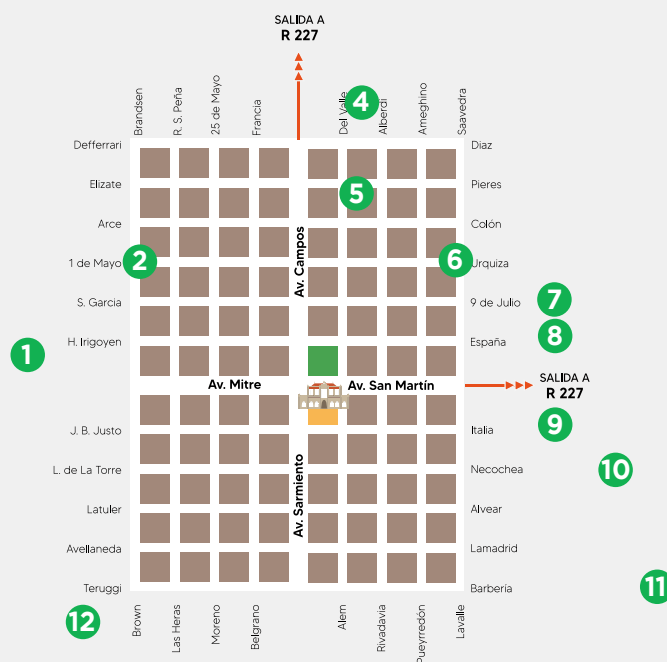 SALIDA A
R 227
4
Brandsen
R. S. Peña
25 de Mayo
Francia
Del Valle
Alberdi
Ameghino
Saavedra
Defferrari
Diaz
Elizate
Pieres
5
Arce
Colón
Av. Campos
2
1 de Mayo
6
Urquiza
S. Garcia
9 de Julio
7
H. Irigoyen
España
8
1
Av. Mitre
Av. San Martín
SALIDA A
R 227
J. B. Justo
Italia
9
L. de La Torre
Necochea
10
Av. Sarmiento
Latuler
Alvear
Avellaneda
Lamadrid
Teruggi
Barbería
11
12
Brown
Las Heras
Moreno
Belgrano
Alem
Rivadavia
Pueyrredón
Lavalle